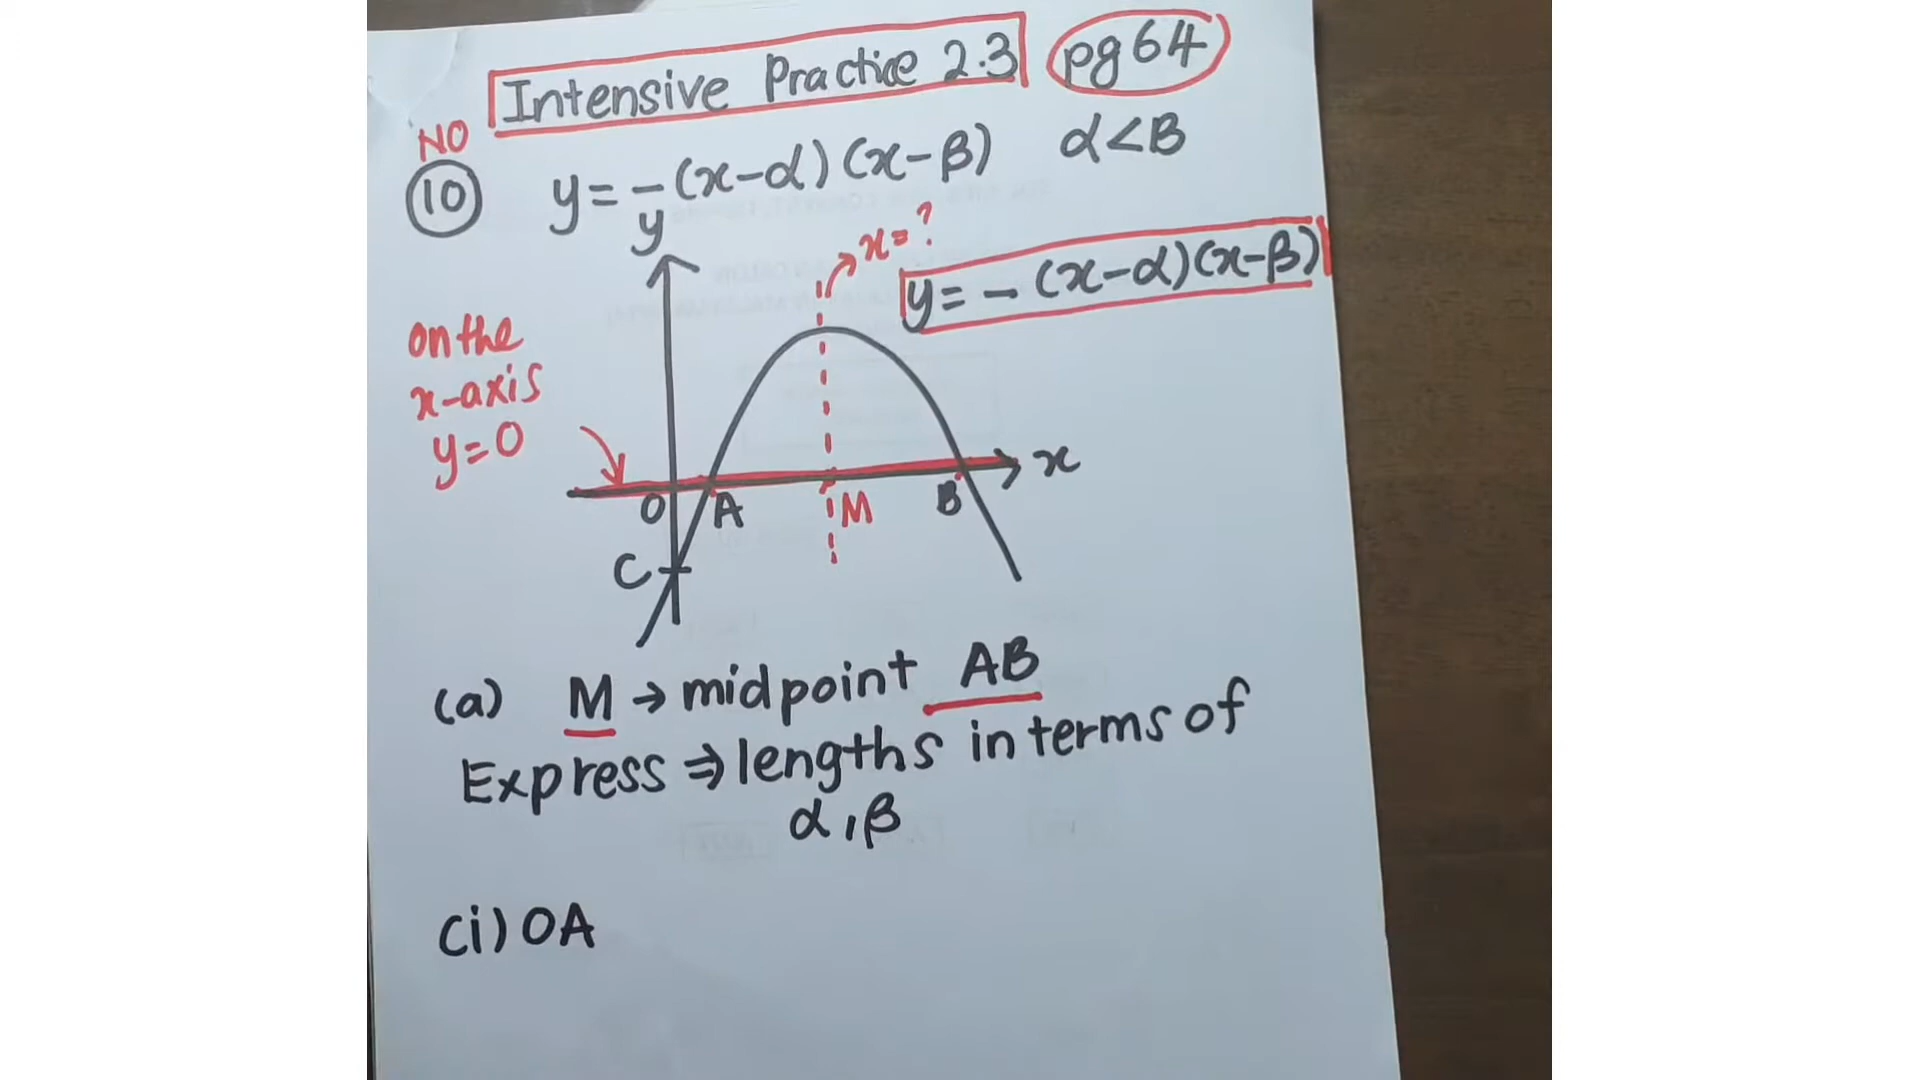 Intensive Practice 2.3 pg 64
NO
10 y = -(x-α)(x-β) α<B
y
x=?
y = -(x-α)(x-β)
on the
x-axis
y=0
x
O A M B
C
(a) M → midpoint AB
Express ⇒ lengths in terms of
α, β
(i) OA